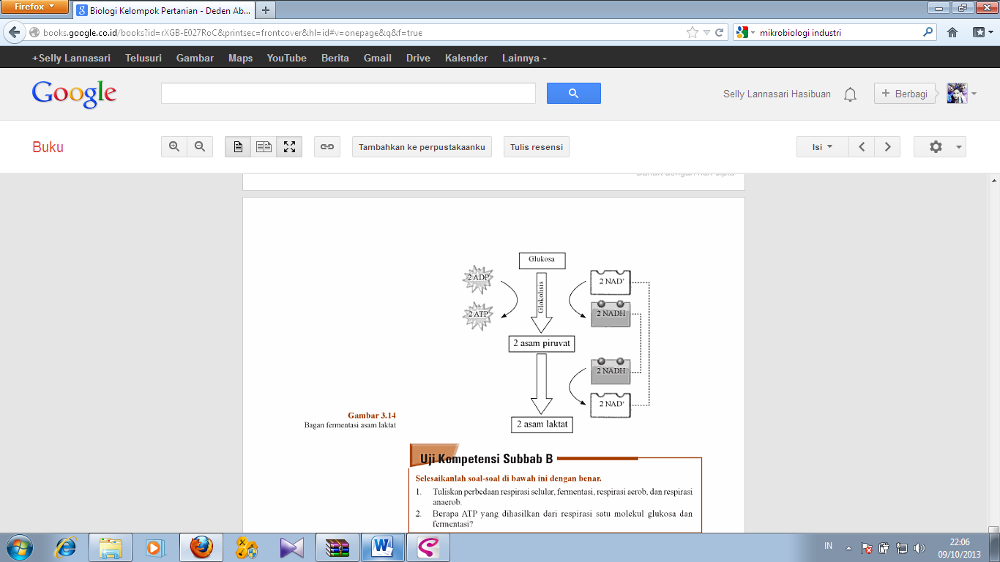 Firefox
Biologi Kelompok Pertanian - Deden Ab...
books.google.co.id/books?id=rXGB-E027RoC&printsec=frontcover&hl=id#v=onepage&q&f=true
mikrobiologi industri
+Selly Lannasari Telusuri Gambar Maps YouTube Berita Gmail Drive Kalender Lainnya
Google
Selly Lannasari Hasibuan
+ Berbagi
Buku
Tambahkan ke perpustakaanku
Tulis resensi
Isi
Glukosa
2 ADP
2 ATP
Glokolisis
2 NAD+
2 NADH
2 asam piruvat
2 NADH
2 NAD+
2 asam laktat
Gambar 3.14
Bagan fermentasi asam laktat
Uji Kompetensi Subbab B
Selesaikanlah soal-soal di bawah ini dengan benar.
1. Tuliskan perbedaan respirasi selular, fermentasi, respirasi aerob, dan respirasi
anaerob.
2. Berapa ATP yang dihasilkan dari respirasi satu molekul glukosa dan
fermentasi?
IN
22:06
09/10/2013